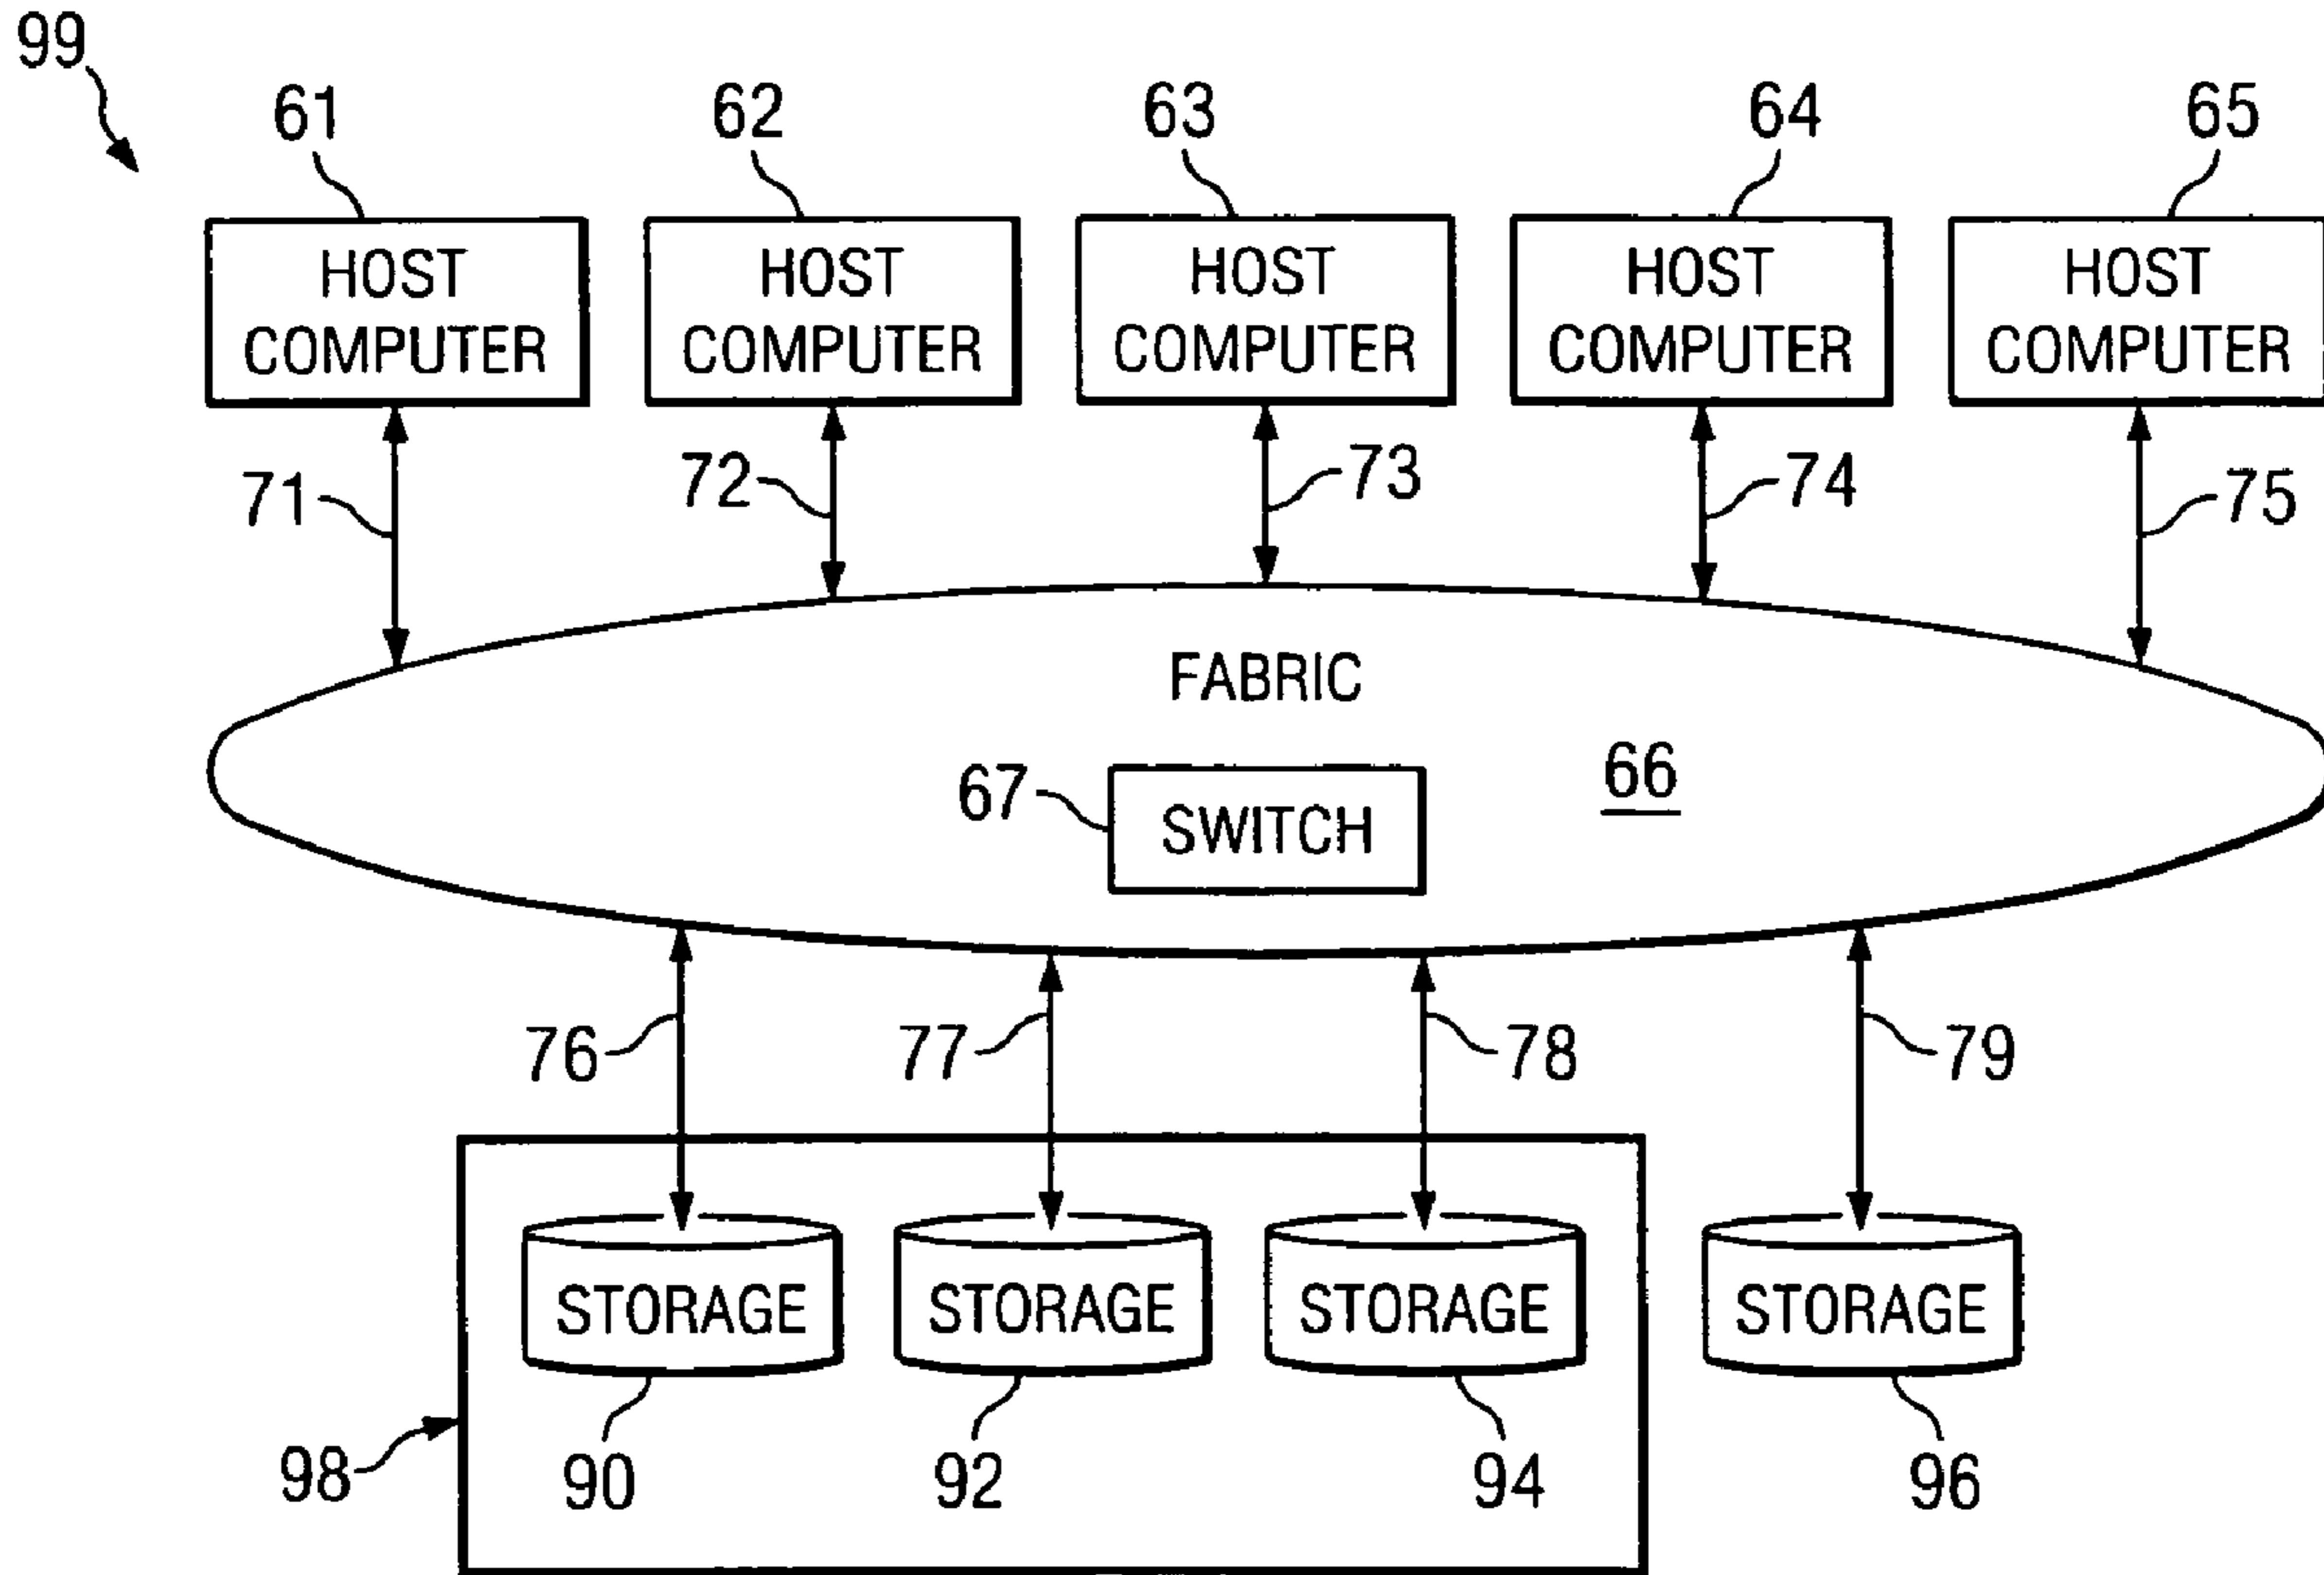 99
61
62
63
64
65
HOST
COMPUTER
HOST
COMPUTER
HOST
COMPUTER
HOST
COMPUTER
HOST
COMPUTER
71
72
73
74
75
FABRIC
66
67
SWITCH
76
77
78
79
STORAGE
STORAGE
STORAGE
STORAGE
98
90
92
94
96